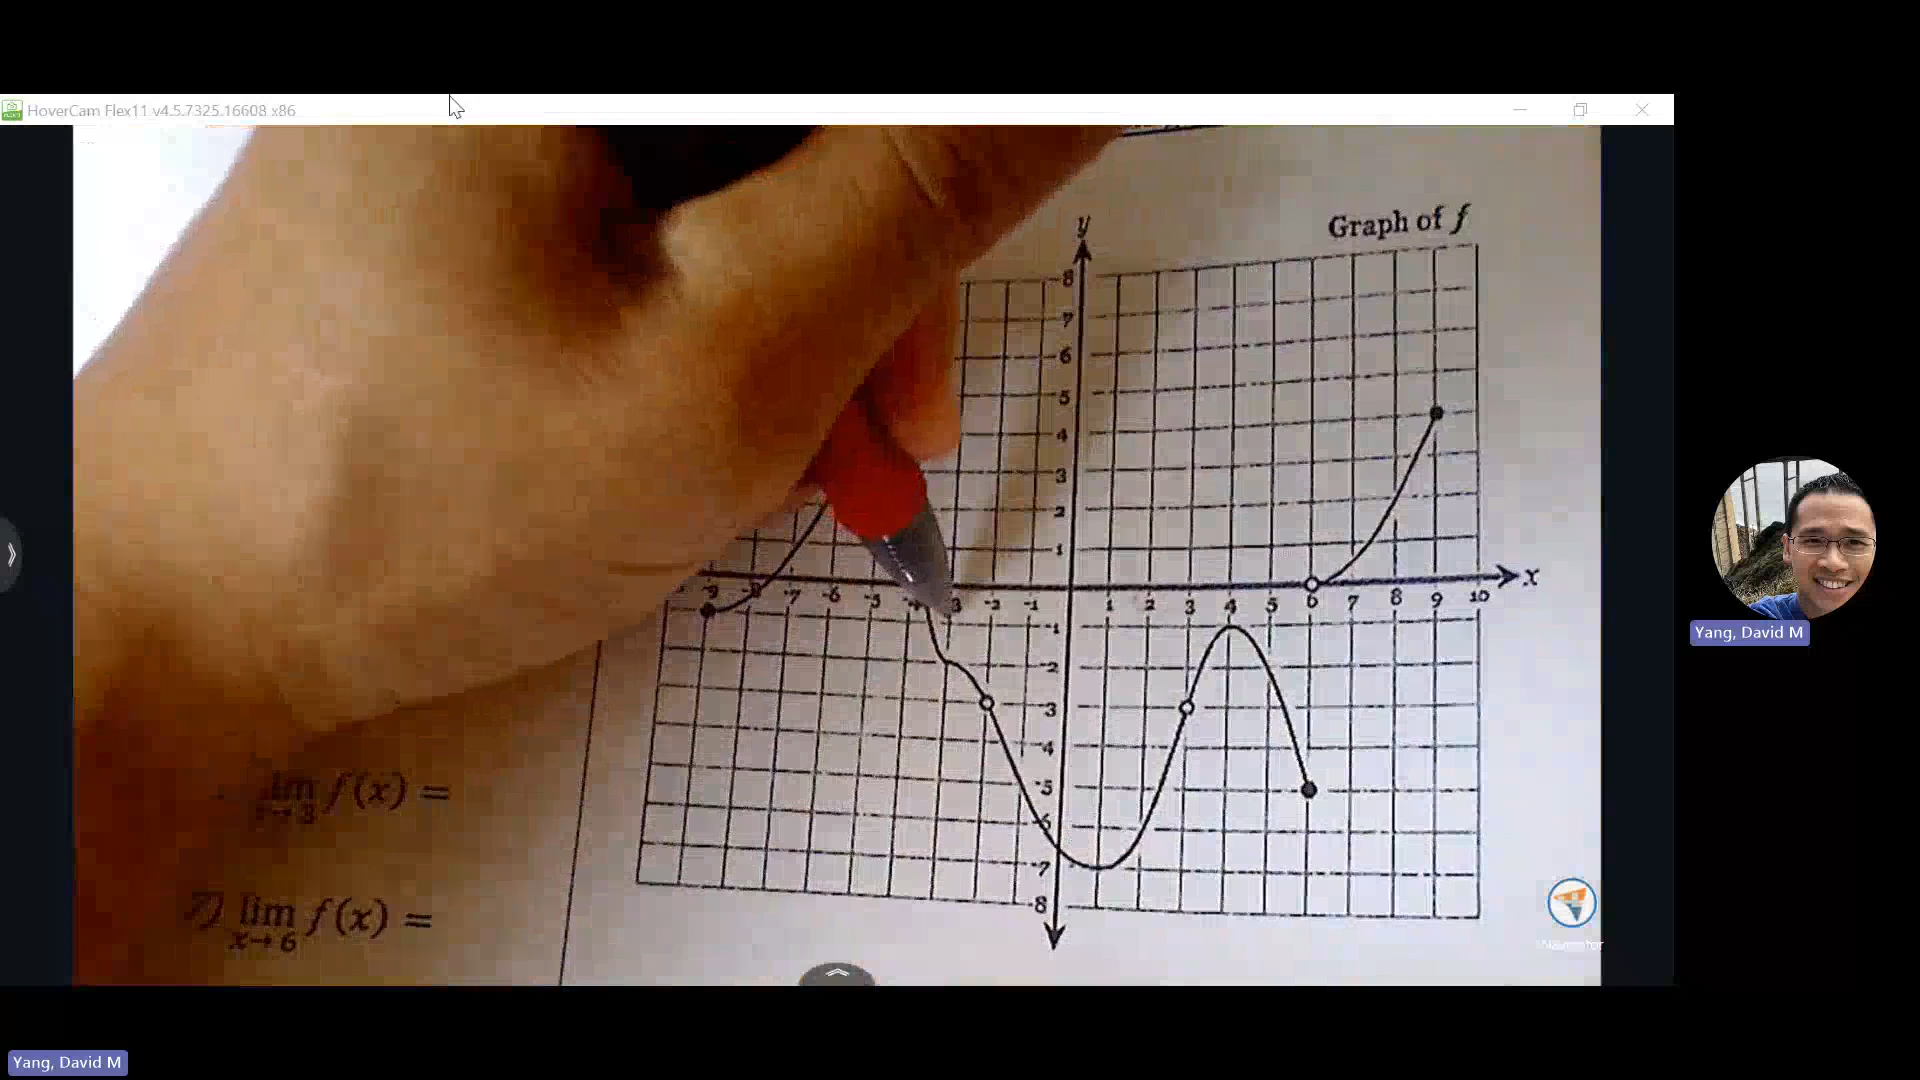 HoverCam Flex11 v4.5.7325.16608 x86
Graph of f
y
8
7
6
5
4
3
2
1
x
-9 -8 -7 -6 -5 -4 -3 -2 -1 1 2 3 4 5 6 7 8 9 10
-1
-2
-3
-4
-5
-6
-7
-8
lim f(x) =
x→3
7) lim f(x) =
x→6
Yang, David M
Yang, David M